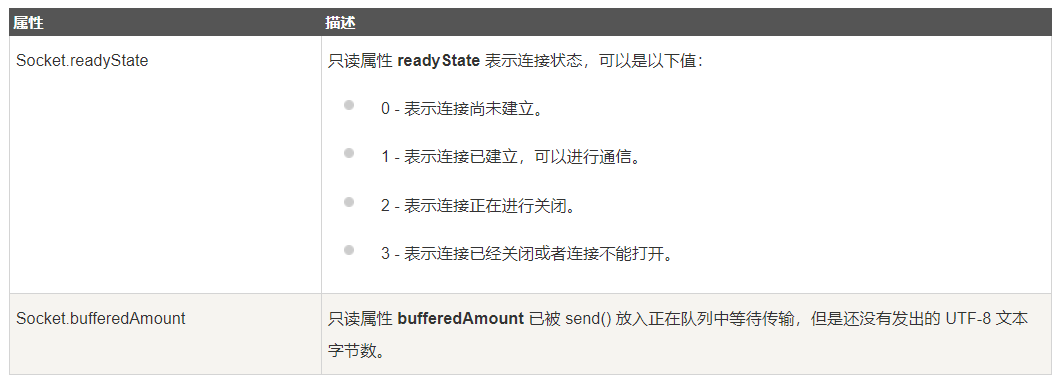 属性 描述
Socket.readyState 只读属性 readyState 表示连接状态，可以是以下值：
0 - 表示连接尚未建立。
1 - 表示连接已建立，可以进行通信。
2 - 表示连接正在进行关闭。
3 - 表示连接已经关闭或者连接不能打开。
Socket.bufferedAmount 只读属性 bufferedAmount 已被 send() 放入正在队列中等待传输，但是还没有发出的 UTF-8 文本
字节数。